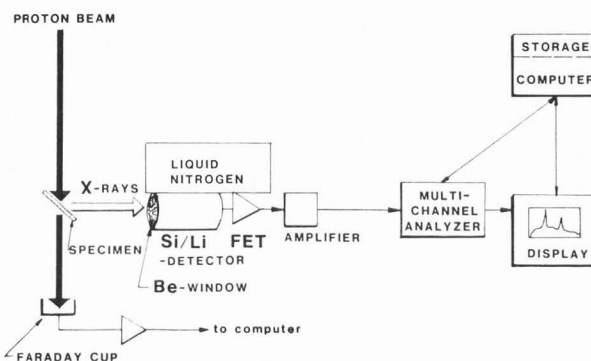 PROTON BEAM
STORAGE
COMPUTER
LIQUID
NITROGEN
X-RAYS
SPECIMEN
Si/Li FET
-DETECTOR
Be-WINDOW
AMPLIFIER
MULTI-
CHANNEL
ANALYZER
DISPLAY
to computer
FARADAY CUP